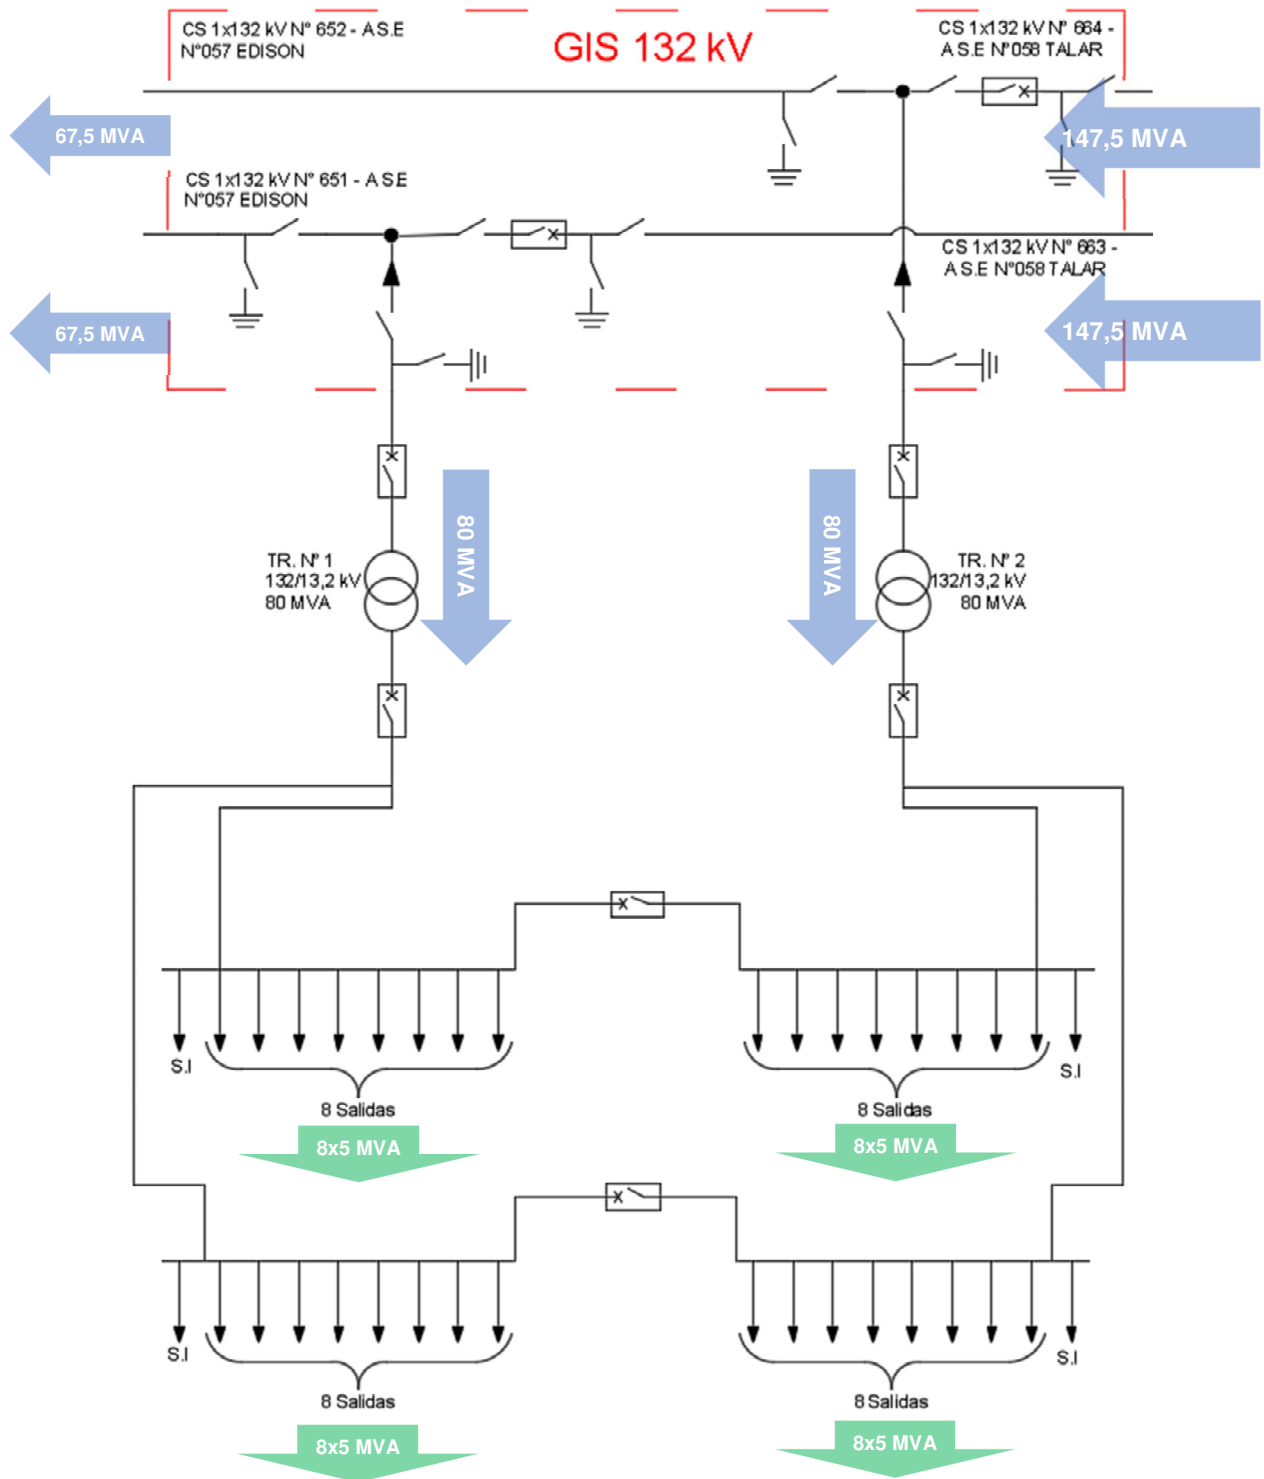 CS 1x132 kV N° 652 - A S.E
N°057 EDISON
GIS 132 kV
CS 1x132 kV N° 664 -
A S.E N°058 TALAR
67,5 MVA
147,5 MVA
CS 1x132 kV N° 651 - A S.E
N°057 EDISON
CS 1x132 kV N° 663 -
A S.E N°058 TALAR
67,5 MVA
147,5 MVA
80 MVA
80 MVA
TR. N° 1
132/13,2 kV
80 MVA
TR. N° 2
132/13,2 kV
80 MVA
S.I
S.I
8 Salidas
8 Salidas
8x5 MVA
8x5 MVA
S.I
S.I
8 Salidas
8 Salidas
8x5 MVA
8x5 MVA